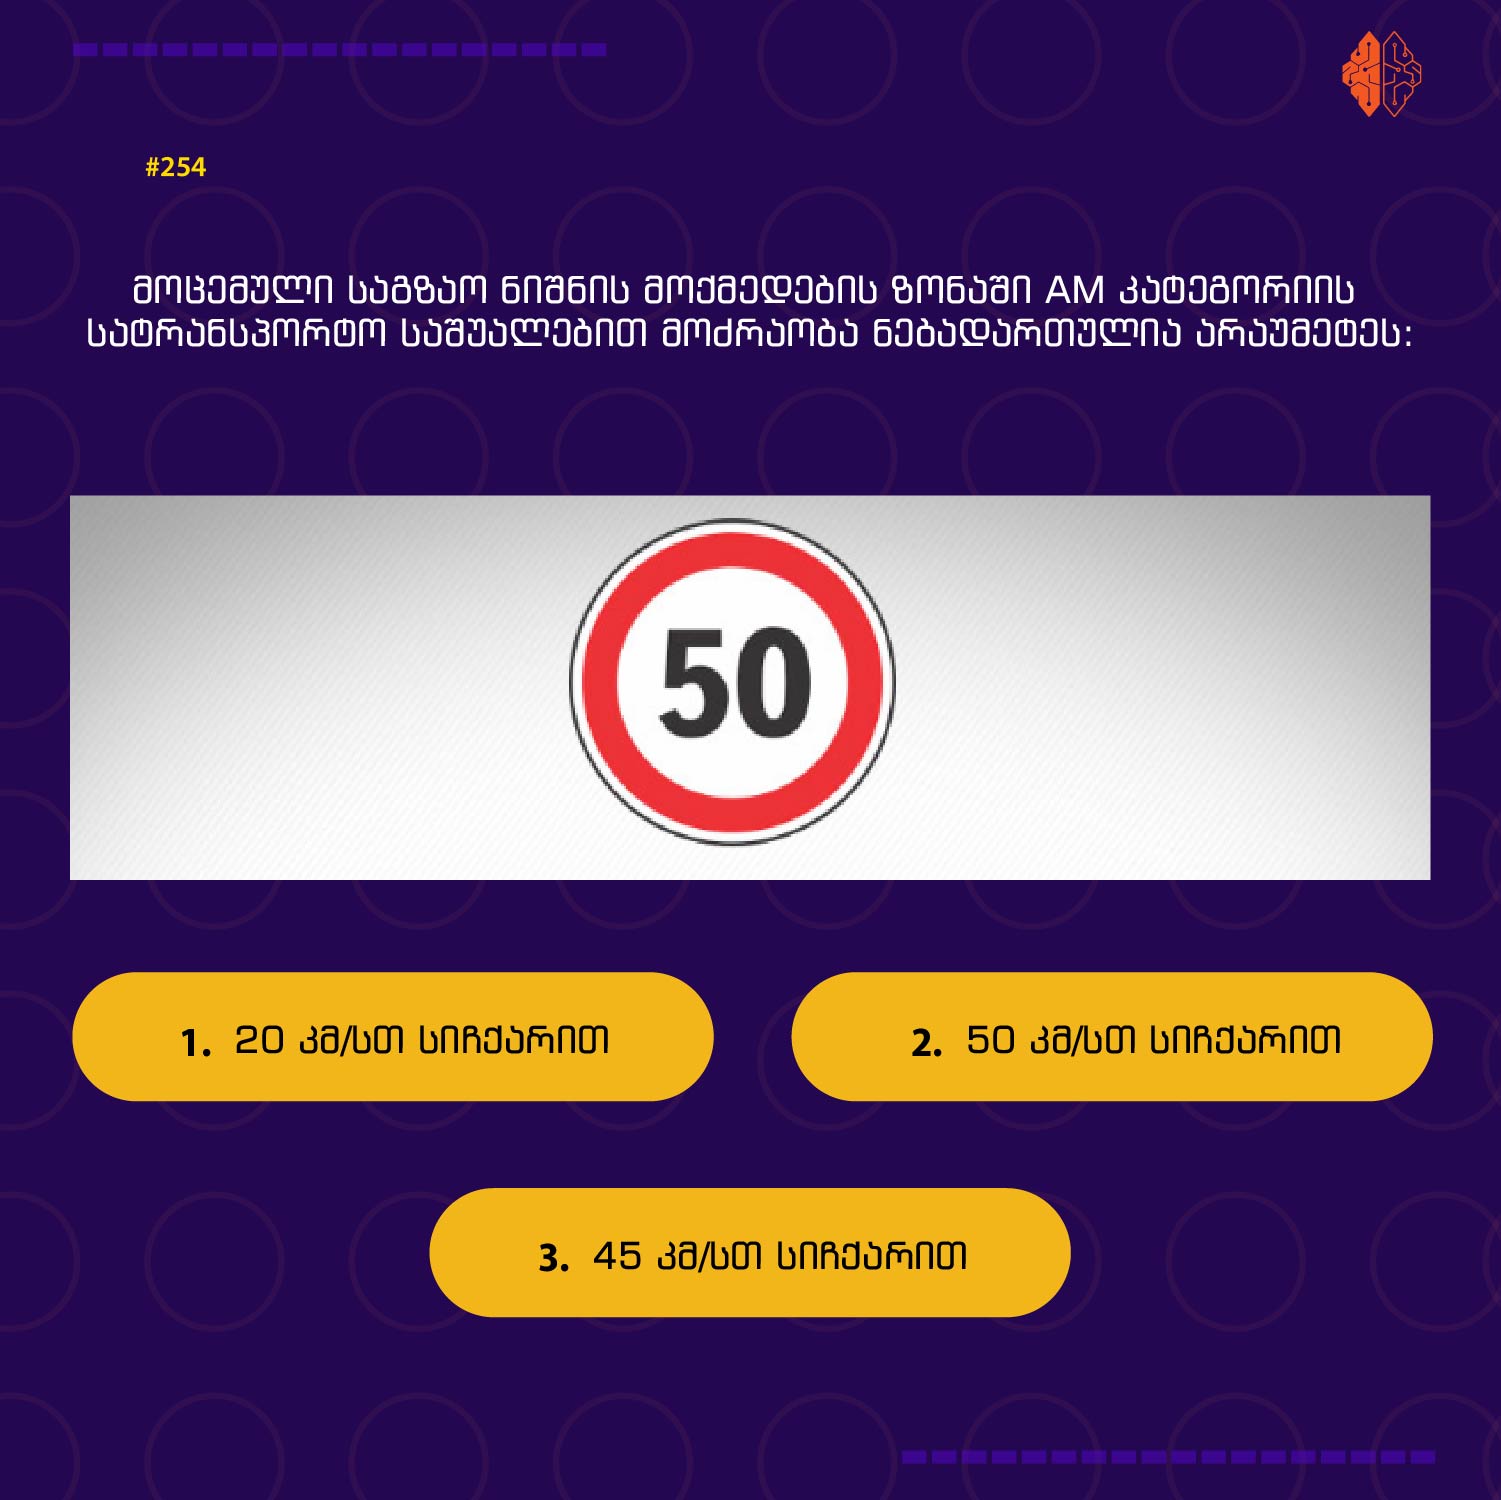 #254
მოცემული საგზაო ნიშნის მოქმედების ზონაში AM კატეგორიის
სატრანსპორტო საშუალებით მოძრაობა ნებადართულია არაუმეტეს:
50
1. 20 კმ/სთ სიჩქარით
2. 50 კმ/სთ სიჩქარით
3. 45 კმ/სთ სიჩქარით